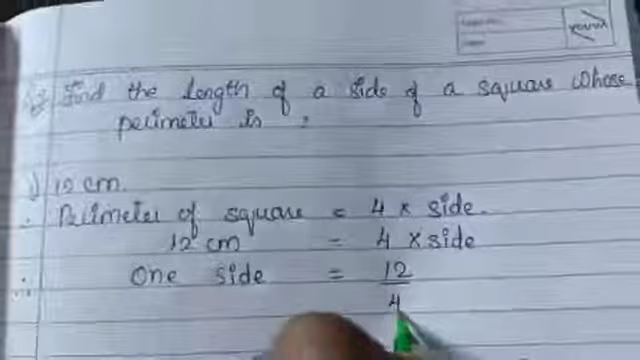 Find the length of a side of a square whose
perimeter is :
i) 12 cm.
∴ Perimeter of square = 4 × side.
12 cm = 4 × side
∴ One side = 12
4